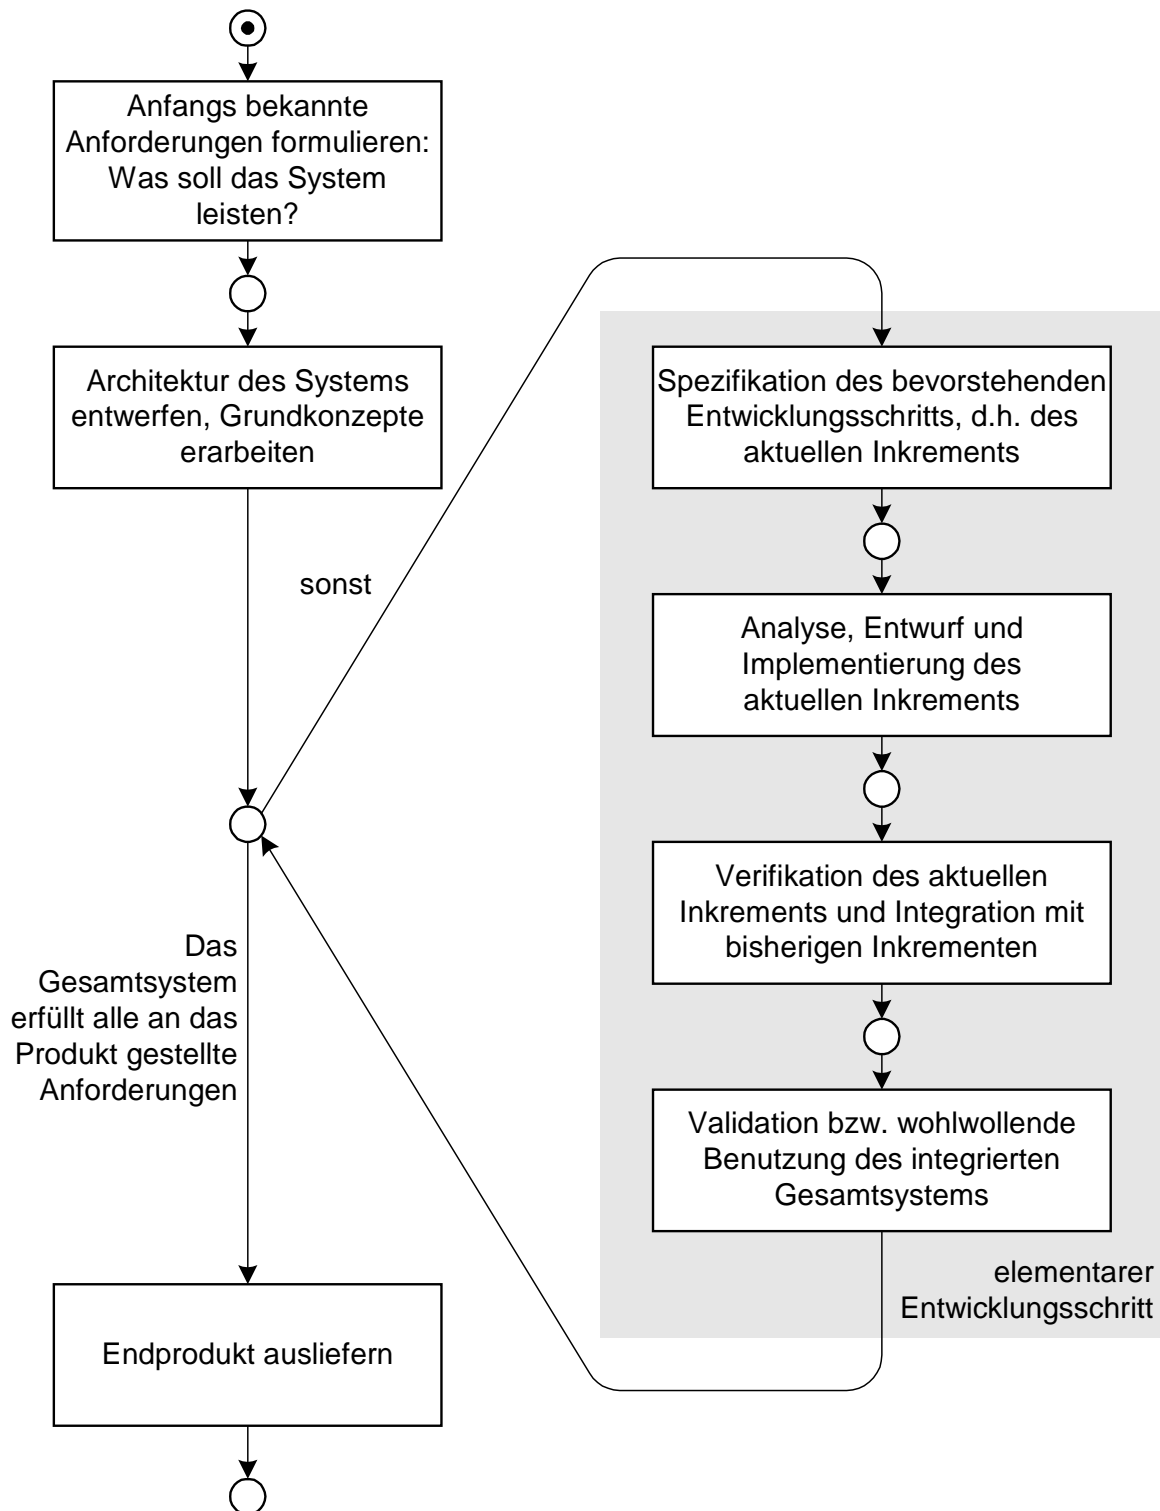 Anfangs bekannte
Anforderungen formulieren:
Was soll das System
leisten?
Architektur des Systems
entwerfen, Grundkonzepte
erarbeiten
sonst
Das
Gesamtsystem
erfüllt alle an das
Produkt gestellte
Anforderungen
Endprodukt ausliefern
Spezifikation des bevorstehenden
Entwicklungsschritts, d.h. des
aktuellen Inkrements
Analyse, Entwurf und
Implementierung des
aktuellen Inkrements
Verifikation des aktuellen
Inkrements und Integration mit
bisherigen Inkrementen
Validation bzw. wohlwollende
Benutzung des integrierten
Gesamtsystems
elementarer
Entwicklungsschritt